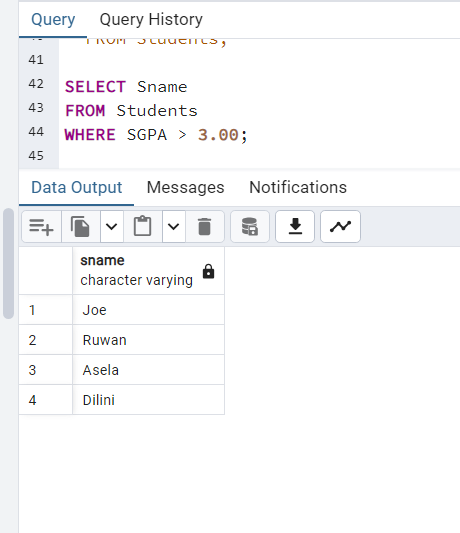 Query Query History
FROM Students;
41
42 SELECT Sname
43 FROM Students
44 WHERE SGPA > 3.00;
45
Data Output Messages Notifications
sname
character varying
1 Joe
2 Ruwan
3 Asela
4 Dilini